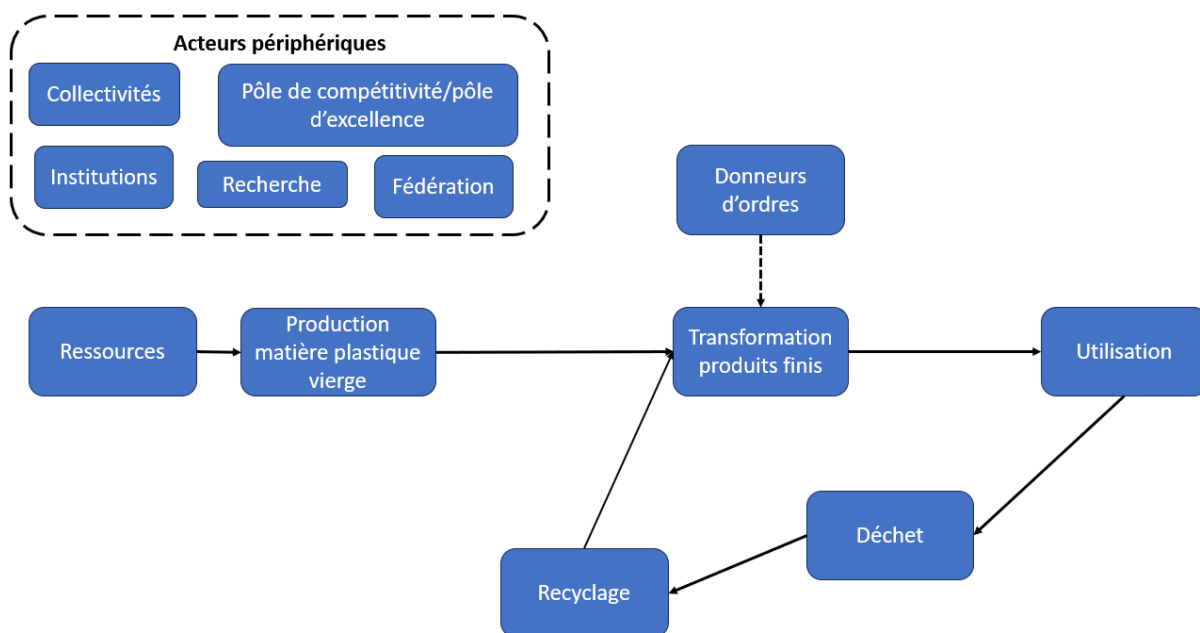 Acteurs périphériques
Collectivités
Pôle de compétitivité/pôle
d'excellence
Institutions
Recherche
Fédération
Donneurs
d'ordres
Ressources
Production
matière plastique
vierge
Transformation
produits finis
Utilisation
Déchet
Recyclage